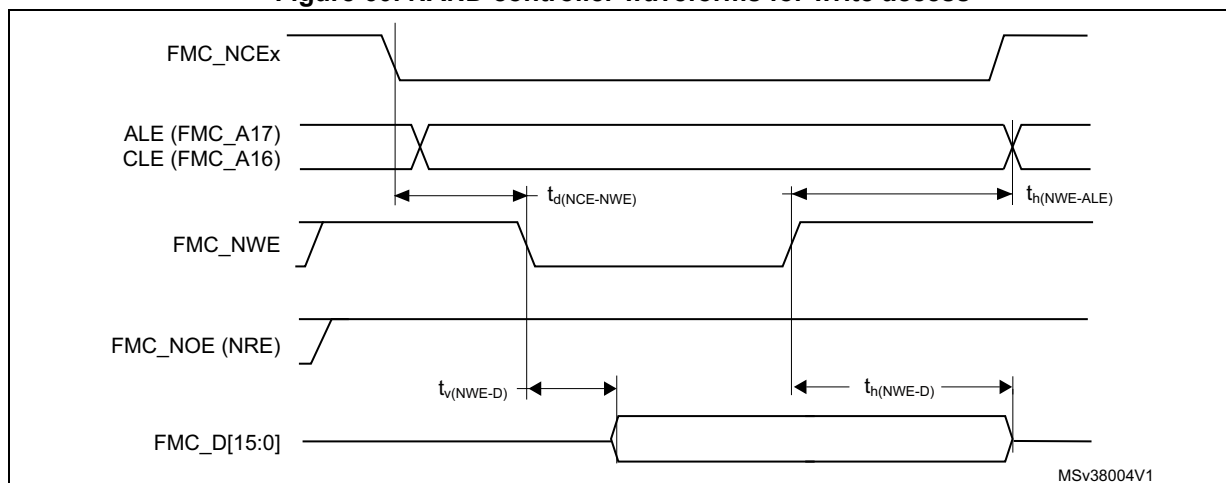 FMC_NCEx
ALE (FMC_A17)
CLE (FMC_A16)
td(NCE-NWE)
th(NWE-ALE)
FMC_NWE
FMC_NOE (NRE)
tv(NWE-D)
th(NWE-D)
FMC_D[15:0]
MSv38004V1